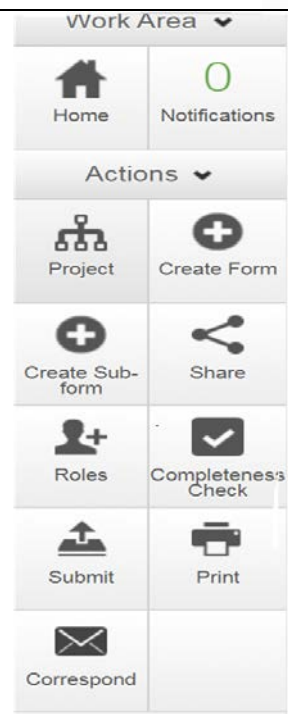 Work Area
Home
0
Notifications
Actions
Project
Create Form
Create Sub-
form
Share
Roles
Completeness
Check
Submit
Print
Correspond